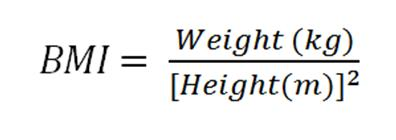 BMI = Weight (kg) / [Height(m)]²